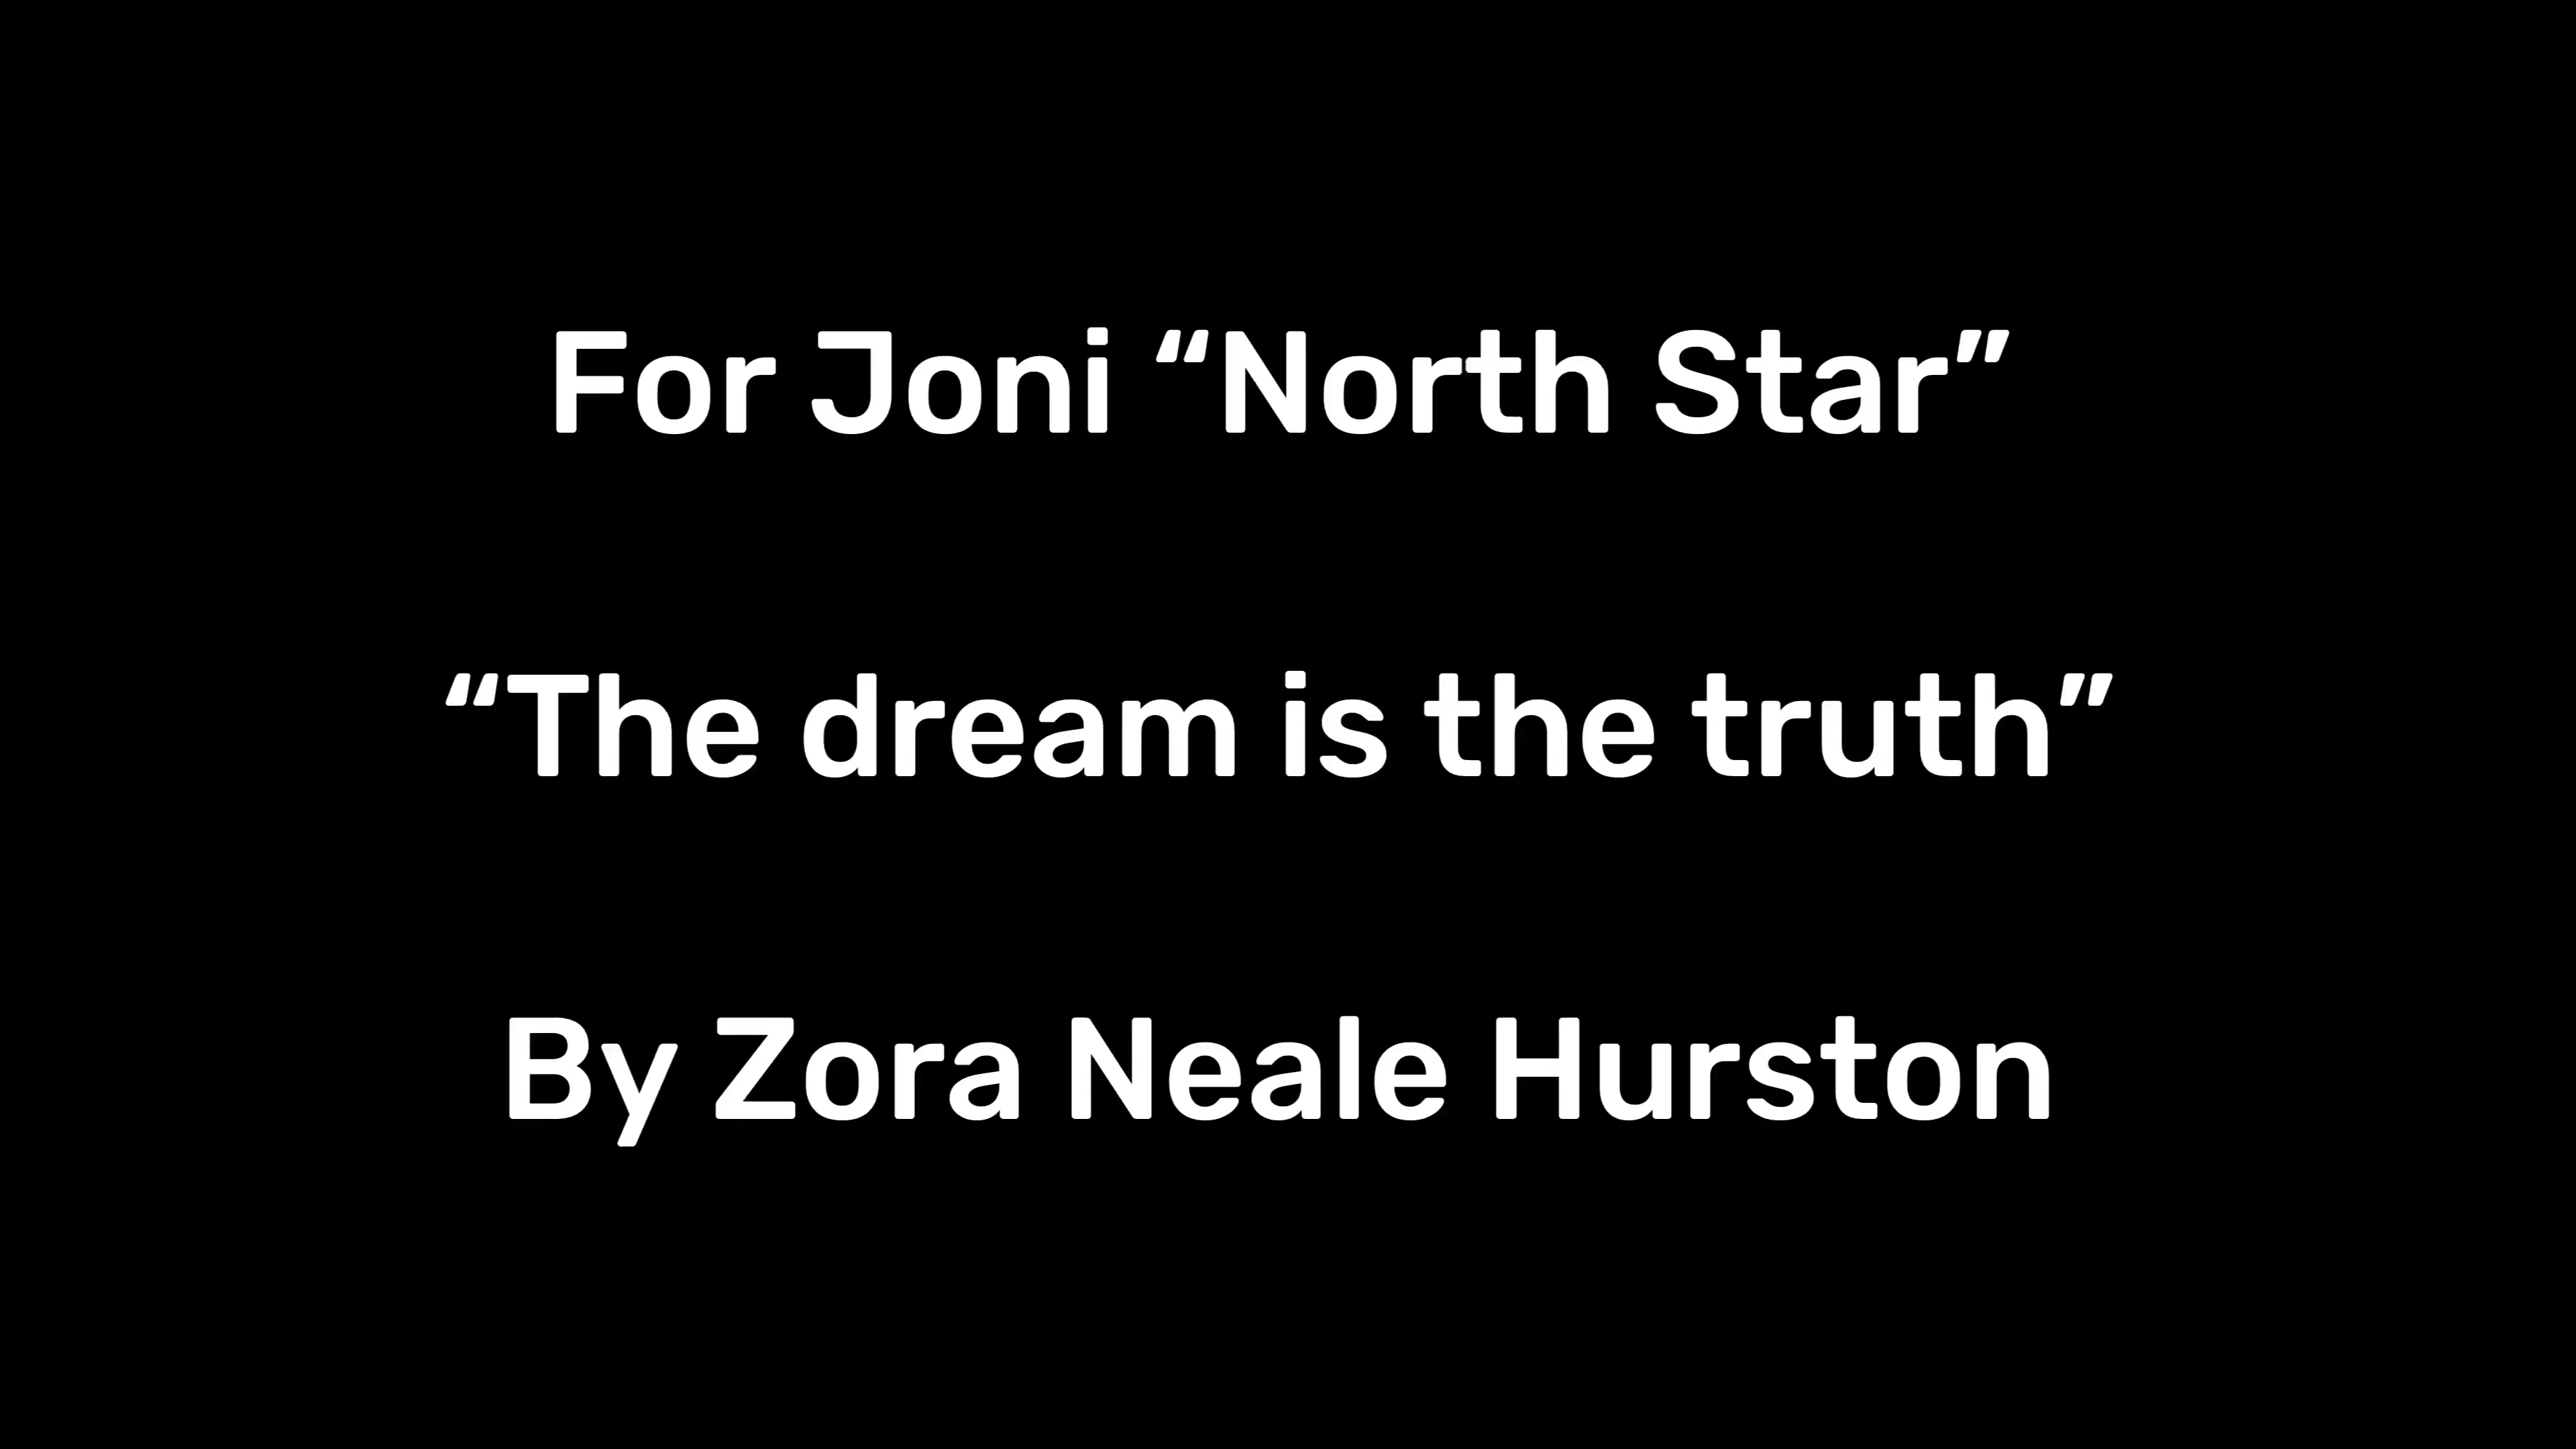 For Joni “North Star”
“The dream is the truth”
By Zora Neale Hurston